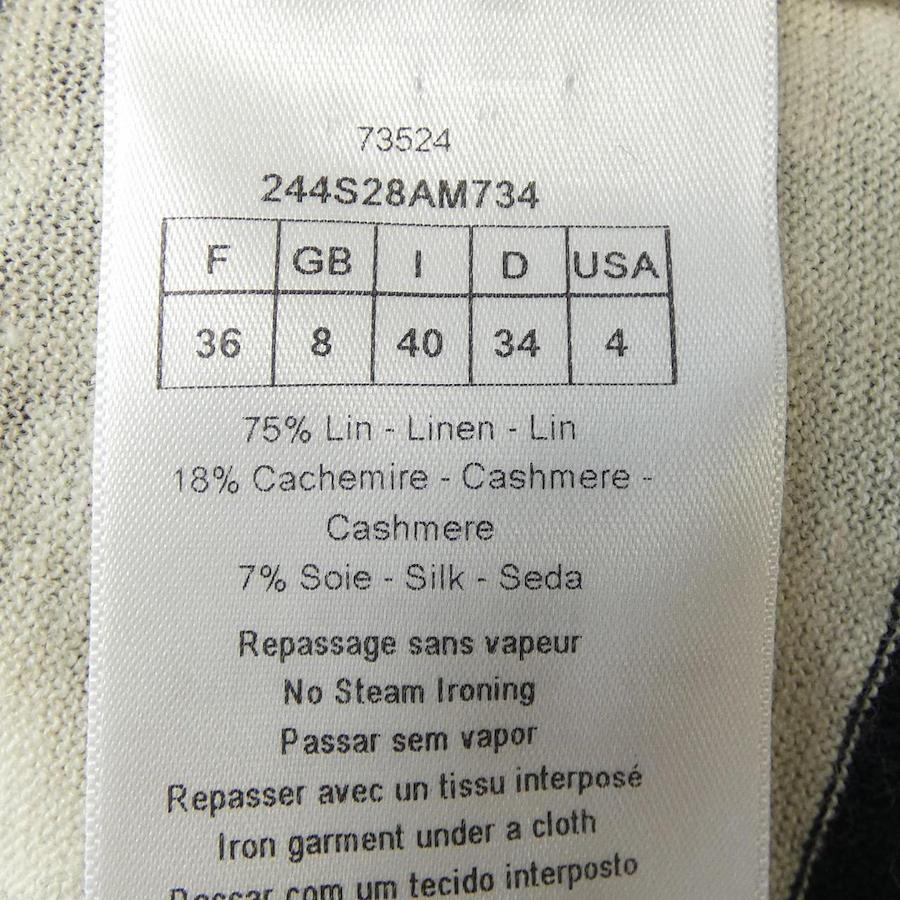 73524
244S28AM734
F GB I D USA
36 8 40 34 4
75% Lin - Linen - Lin
18% Cachemire - Cashmere -
Cashmere
7% Soie - Silk - Seda
Repassage sans vapeur
No Steam Ironing
Passar sem vapor
Repasser avec un tissu interposé
Iron garment under a cloth
com um tecido interposto